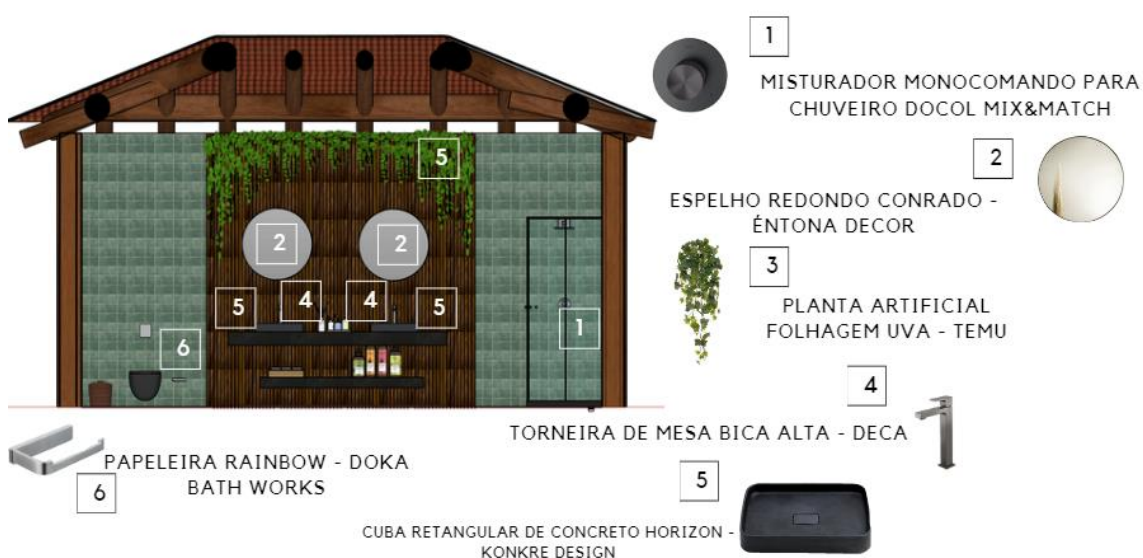 1
MISTURADOR MONOCOMANDO PARA
CHUVEIRO DOCOL MIX&MATCH
2
ESPELHO REDONDO CONRADO -
ÉNTONA DECOR
3
PLANTA ARTIFICIAL
FOLHAGEM UVA - TEMU
4
TORNEIRA DE MESA BICA ALTA - DECA
5
CUBA RETANGULAR DE CONCRETO HORIZON -
KONKRE DESIGN
PAPELEIRA RAINBOW - DOKA
BATH WORKS
6
5
2
2
5
4
4
5
1
6